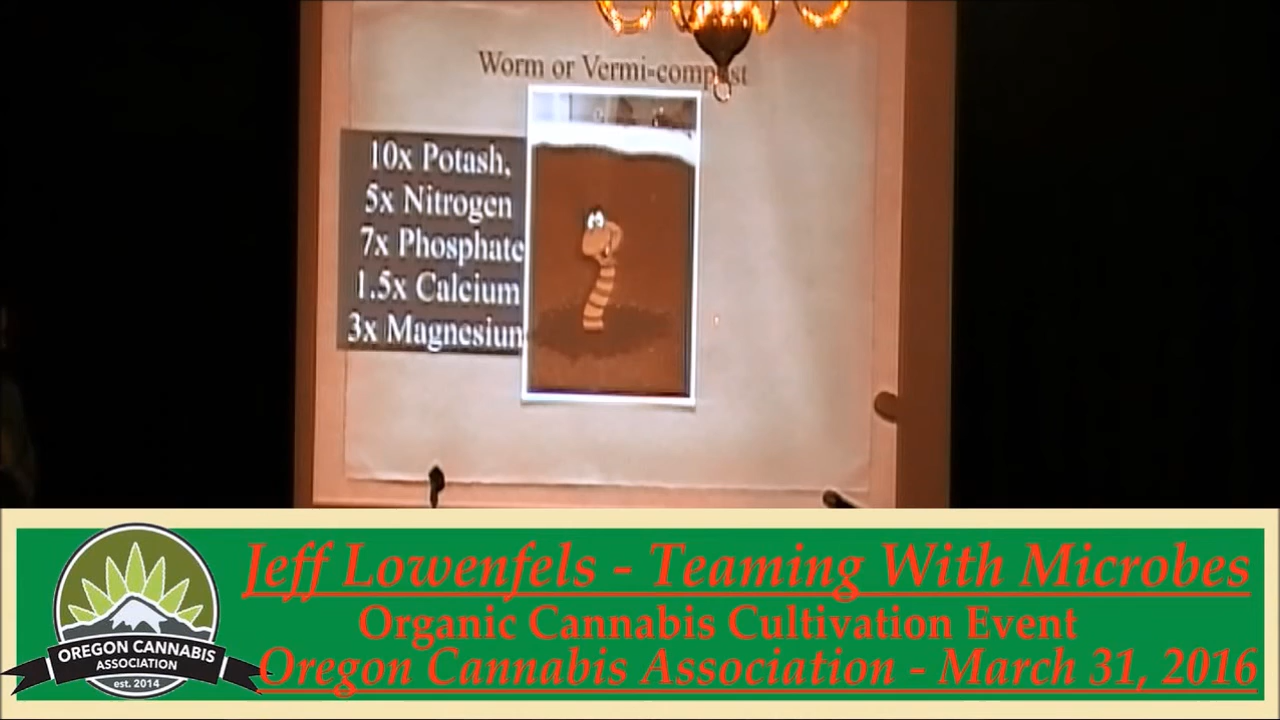 Worm or Vermi-compost
10x Potash,
5x Nitrogen
7x Phosphate
1.5x Calcium
3x Magnesium
Jeff Lowenfels - Teaming With Microbes
Organic Cannabis Cultivation Event
Oregon Cannabis Association - March 31, 2016
OREGON CANNABIS
ASSOCIATION
est. 2014